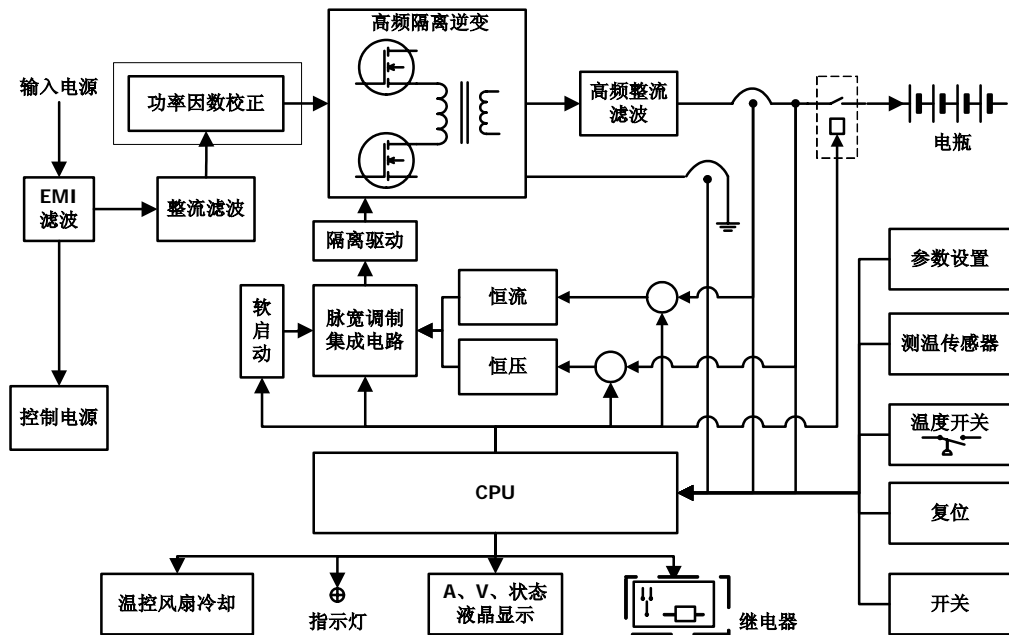 高频隔离逆变
输入电源
功率因数校正
高频整流
滤波
电瓶
EMI
滤波
整流滤波
隔离驱动
参数设置
软
启
动
脉宽调制
集成电路
恒流
恒压
测温传感器
控制电源
温度开关
CPU
复位
温控风扇冷却
指示灯
A、V、状态
液晶显示
继电器
开关